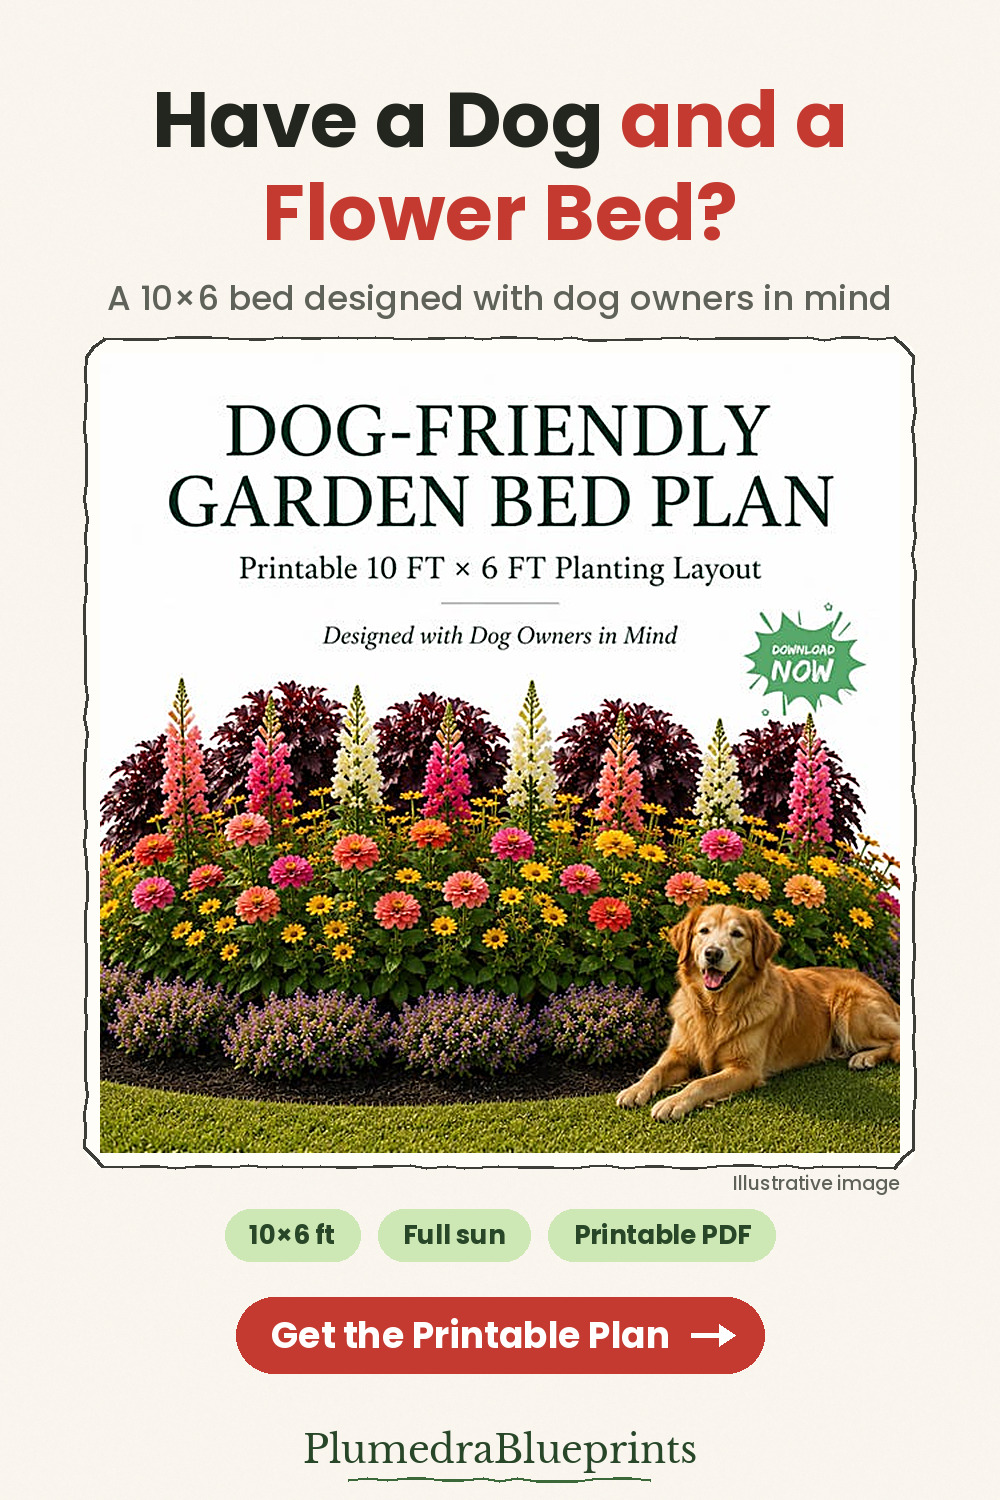 Have a Dog and a
Flower Bed?
A 10×6 bed designed with dog owners in mind
DOG-FRIENDLY
GARDEN BED PLAN
Printable 10 FT × 6 FT Planting Layout
Designed with Dog Owners in Mind
DOWNLOAD
NOW
Illustrative image
10×6 ft
Full sun
Printable PDF
Get the Printable Plan →
PlumedraBlueprints